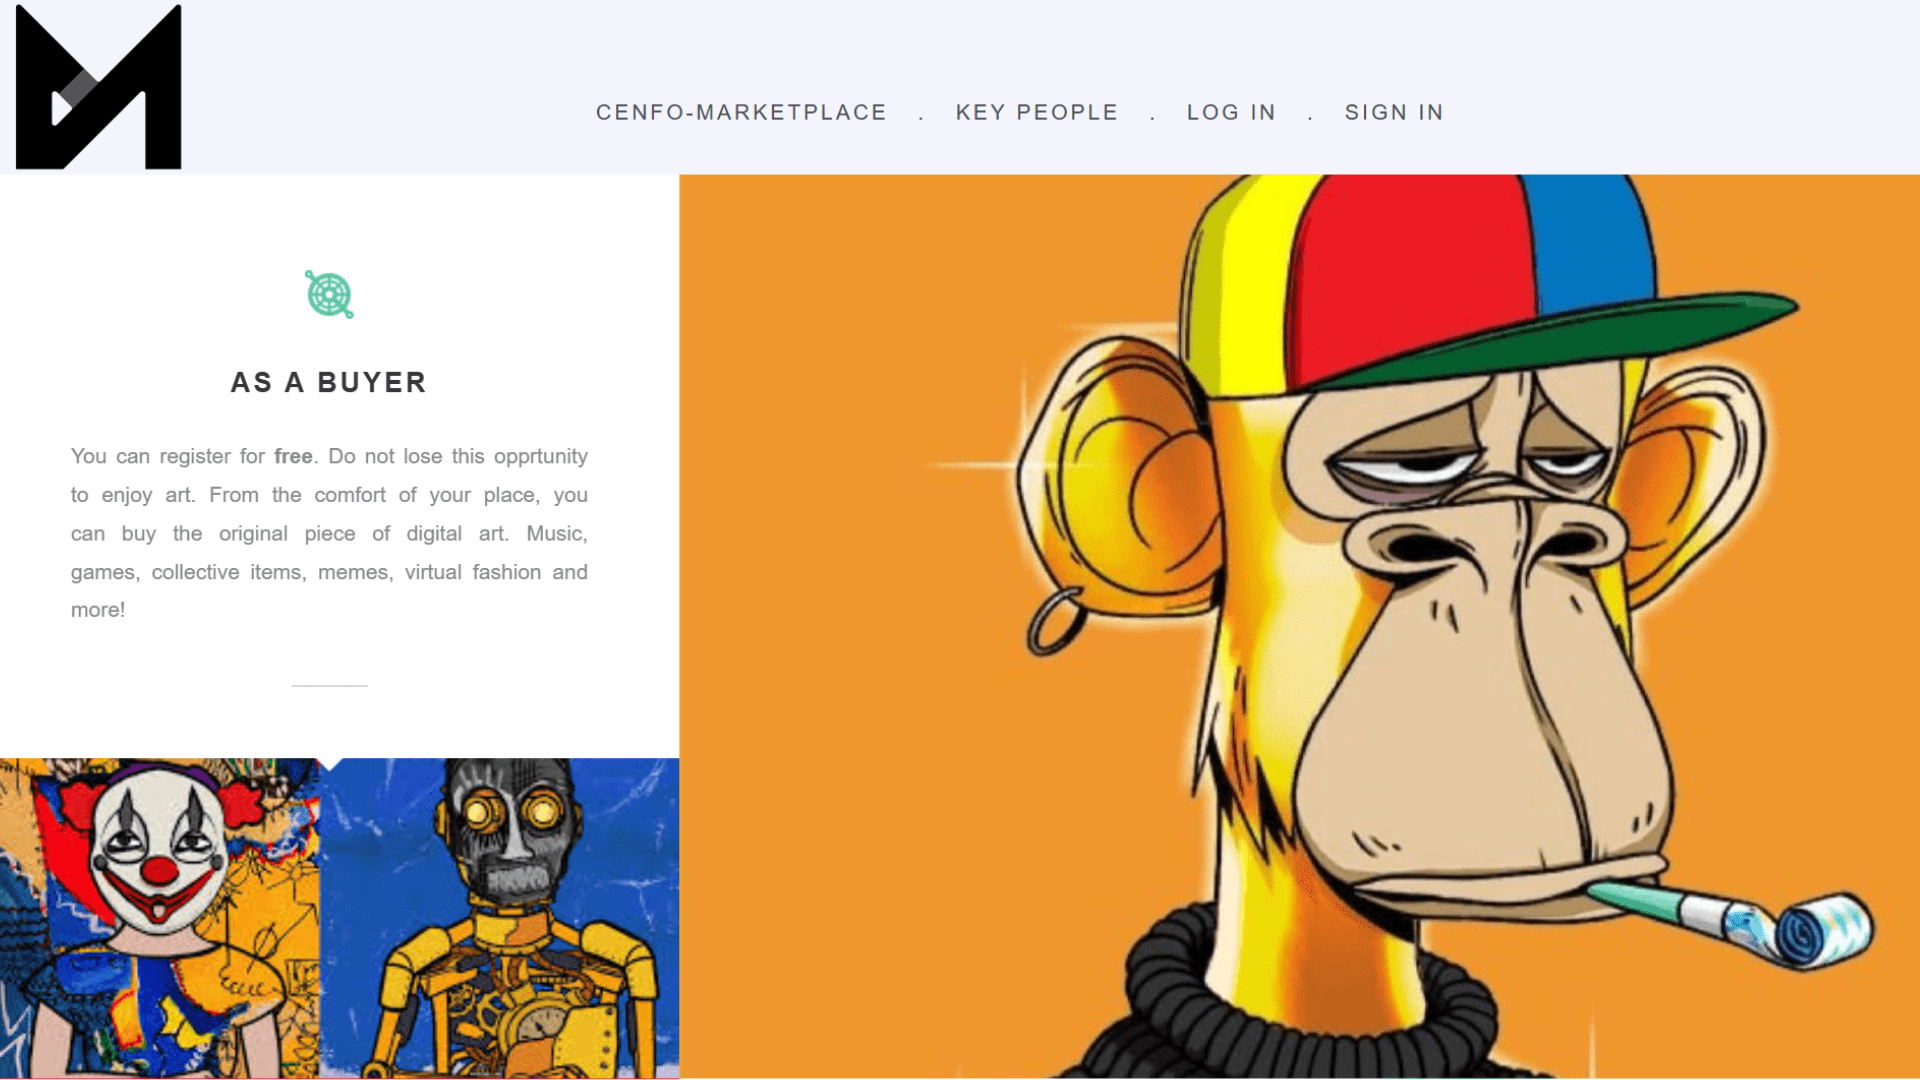 CENFO-MARKETPLACE . KEY PEOPLE . LOG IN . SIGN IN
AS A BUYER
You can register for free. Do not lose this opprtunity
to enjoy art. From the comfort of your place, you
can buy the original piece of digital art. Music,
games, collective items, memes, virtual fashion and
more!